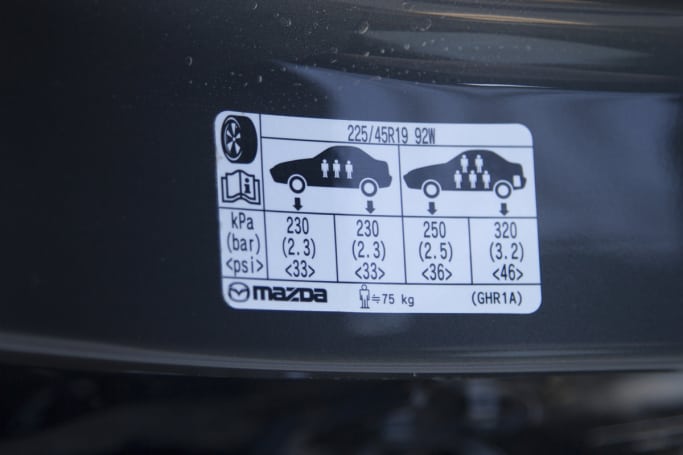 225/45R19 92W
kPa 230 230 250 320
(bar) (2.3) (2.3) (2.5) (3.2)
<psi> <33> <33> <36> <46>
mazda ≒75 kg (GHR1A)